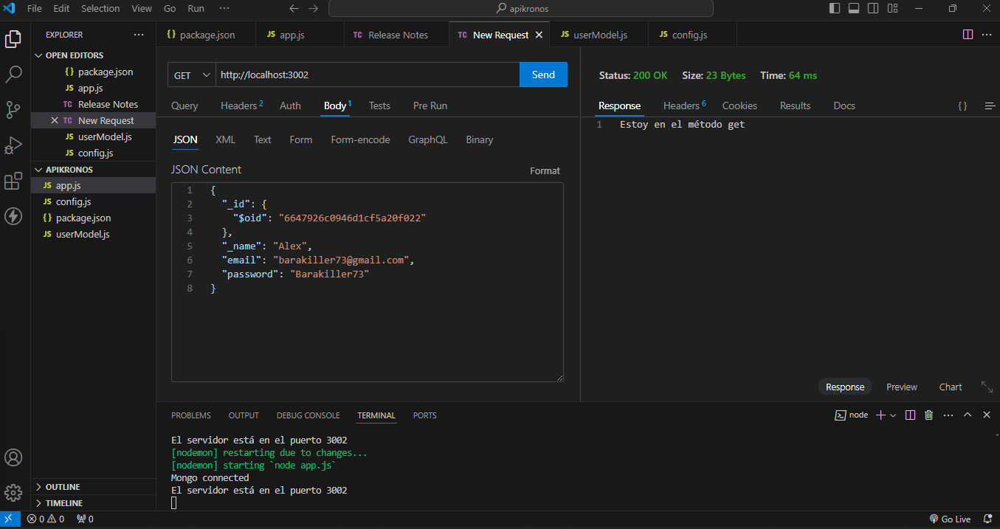 File Edit Selection View Go Run ··· apikronos
EXPLORER ···
OPEN EDITORS
{} package.json
JS app.js
TC Release Notes
TC New Request
JS userModel.js
JS config.js
APIKRONOS
JS app.js
JS config.js
{} package.json
JS userModel.js
OUTLINE
TIMELINE
{} package.json JS app.js TC Release Notes TC New Request JS userModel.js JS config.js ···
GET http://localhost:3002 Send
Query Headers 2 Auth Body 1 Tests Pre Run
JSON XML Text Form Form-encode GraphQL Binary
JSON Content Format
1 {
2 "_id": {
3 "$oid": "6647926c0946d1cf5a20f022"
4 },
5 "_name": "Alex",
6 "email": "barakiller73@gmail.com",
7 "password": "Barakiller73"
8 }
Status: 200 OK Size: 23 Bytes Time: 64 ms
Response Headers 6 Cookies Results Docs {}
1 Estoy en el método get
Response Preview Chart
PROBLEMS OUTPUT DEBUG CONSOLE TERMINAL PORTS node ···
El servidor está en el puerto 3002
[nodemon] restarting due to changes...
[nodemon] starting `node app.js`
Mongo connected
El servidor está en el puerto 3002
0 0 0 Go Live